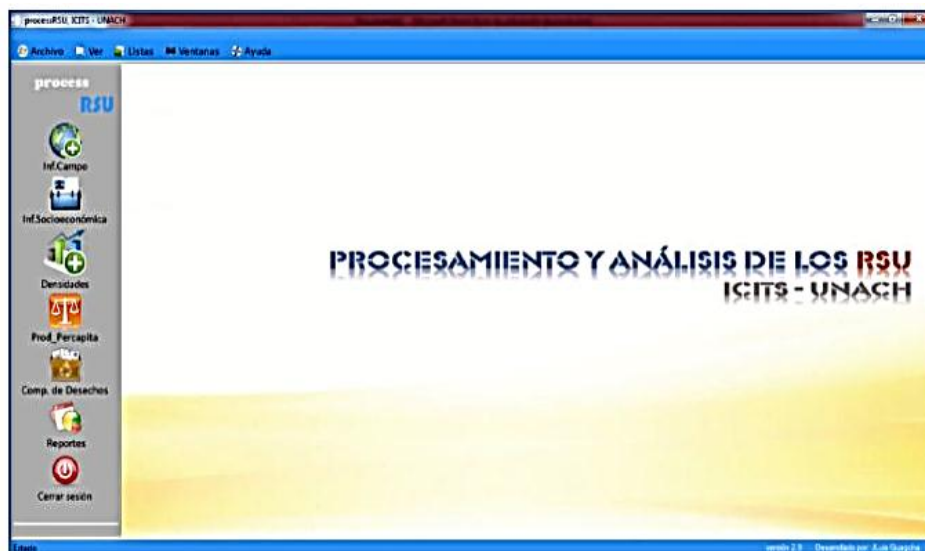 processRSU, ICITS - UNACH
Archivo Ver Listas Ventanas Ayuda
process
RSU
Inf.Campo
Inf.Socioeconómica
Densidades
Prod_Percapita
Comp. de Desechos
Reportes
Cerrar sesión
PROCESAMIENTO Y ANÁLISIS DE LOS RSU
ICITS - UNACH
Estado
versión 2.0 Desarrollado por: